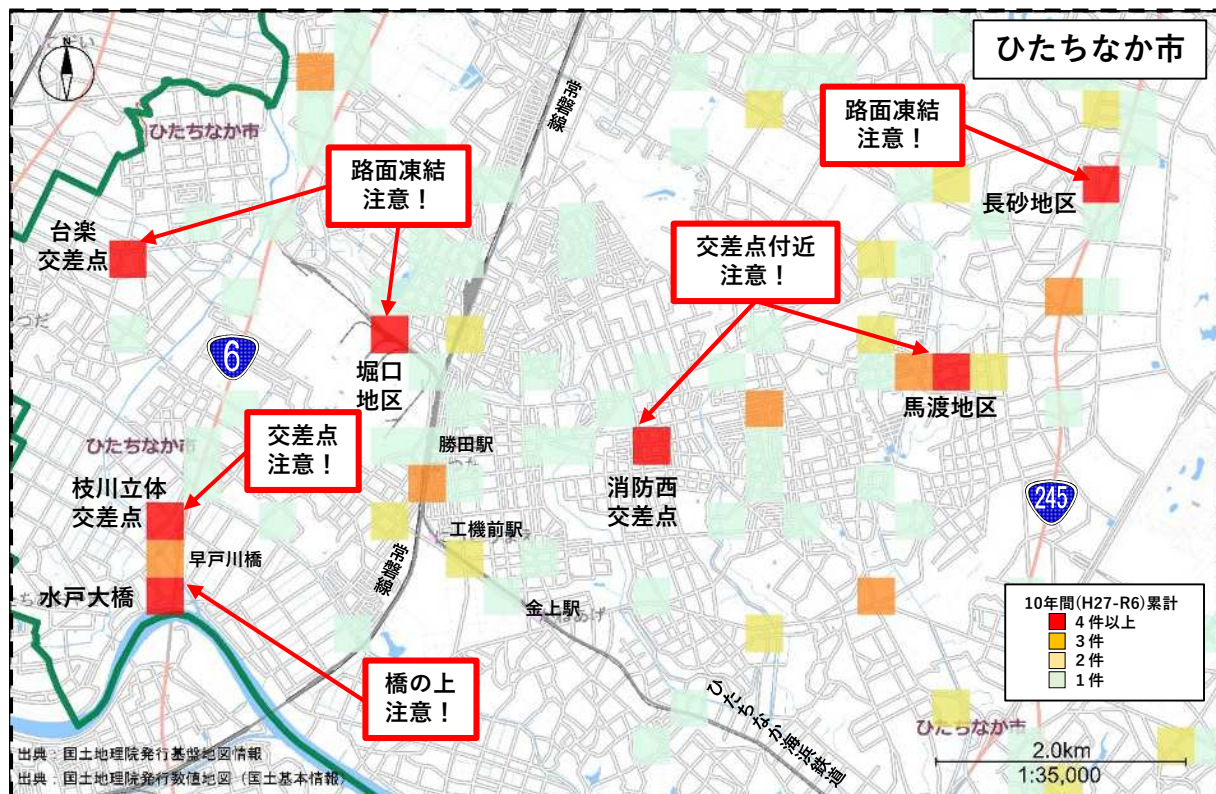 ひたちなか市
N
常磐線
ひたちなか市
路面凍結
注意！
路面凍結
注意！
長砂地区
台楽
交差点
交差点付近
注意！
6
堀口
地区
馬渡地区
ひたちなか市
交差点
注意！
勝田駅
枝川立体
交差点
消防西
交差点
245
工機前駅
早戸川橋
常磐線
水戸大橋
金上駅
10年間(H27-R6)累計
4件以上
3件
2件
1件
橋の上
注意！
ひたちなか海浜鉄道
ひたちなか市
出典：国土地理院発行基盤地図情報
出典：国土地理院発行数値地図（国土基本情報）
2.0km
1:35,000